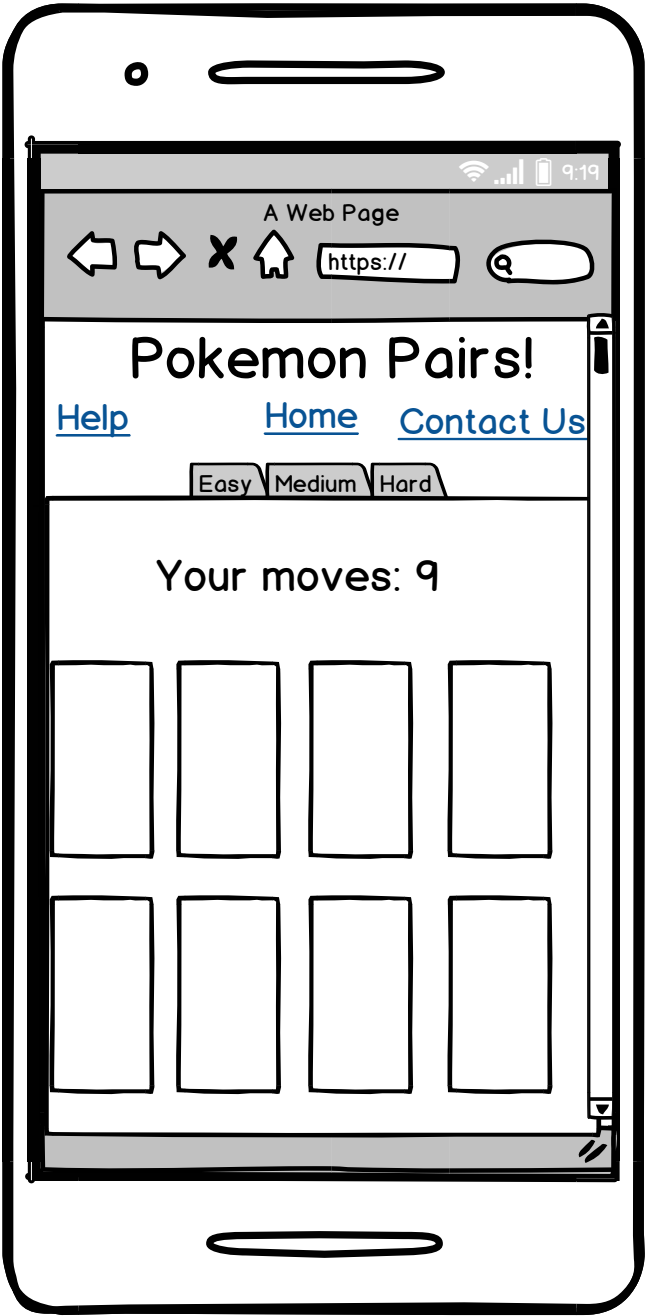 9:19
A Web Page
https://
Pokemon Pairs!
Help Home Contact Us
Easy Medium Hard
Your moves: 9